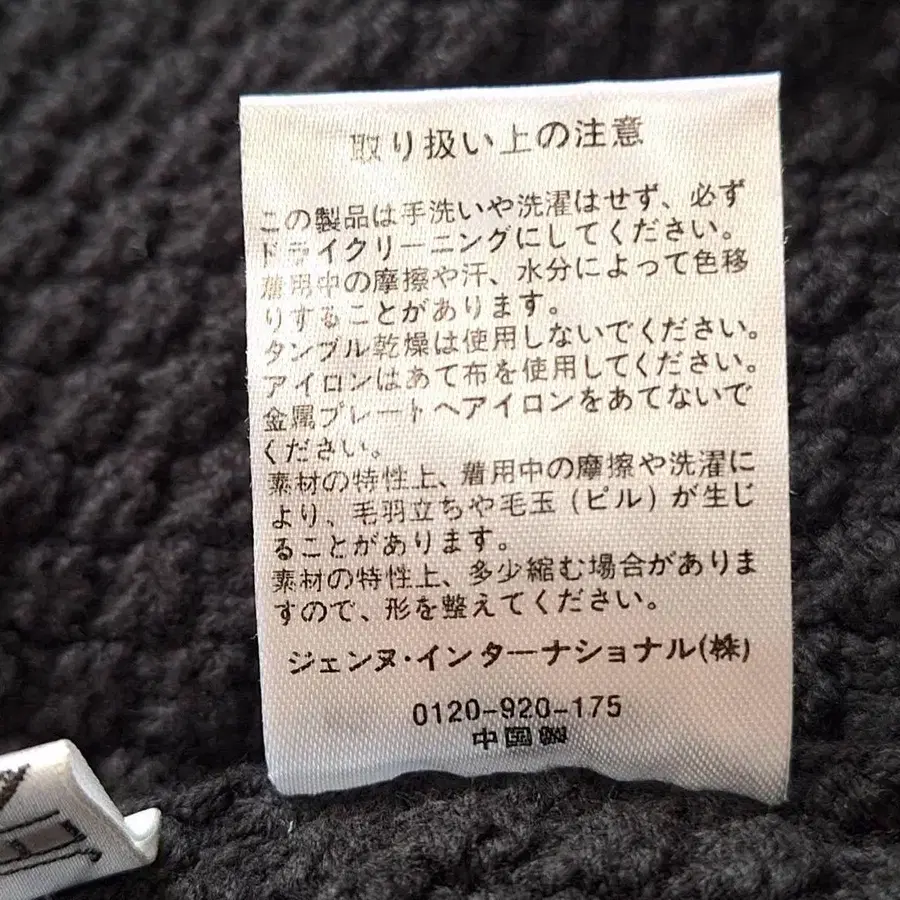 取り扱い上の注意
この製品は手洗いや洗濯はせず、必ず
ドライクリーニングにしてください。
着用中の摩擦や汗、水分によって色移
りすることがあります。
タンブル乾燥は使用しないでください。
アイロンはあて布を使用してください。
金属プレートへアイロンをあてないで
ください。
素材の特性上、着用中の摩擦や洗濯に
より、毛羽立ちや毛玉（ピル）が生じ
ることがあります。
素材の特性上、多少縮む場合がありま
すので、形を整えてください。
ジェンヌ・インターナショナル(株)
0120-920-175
中国製